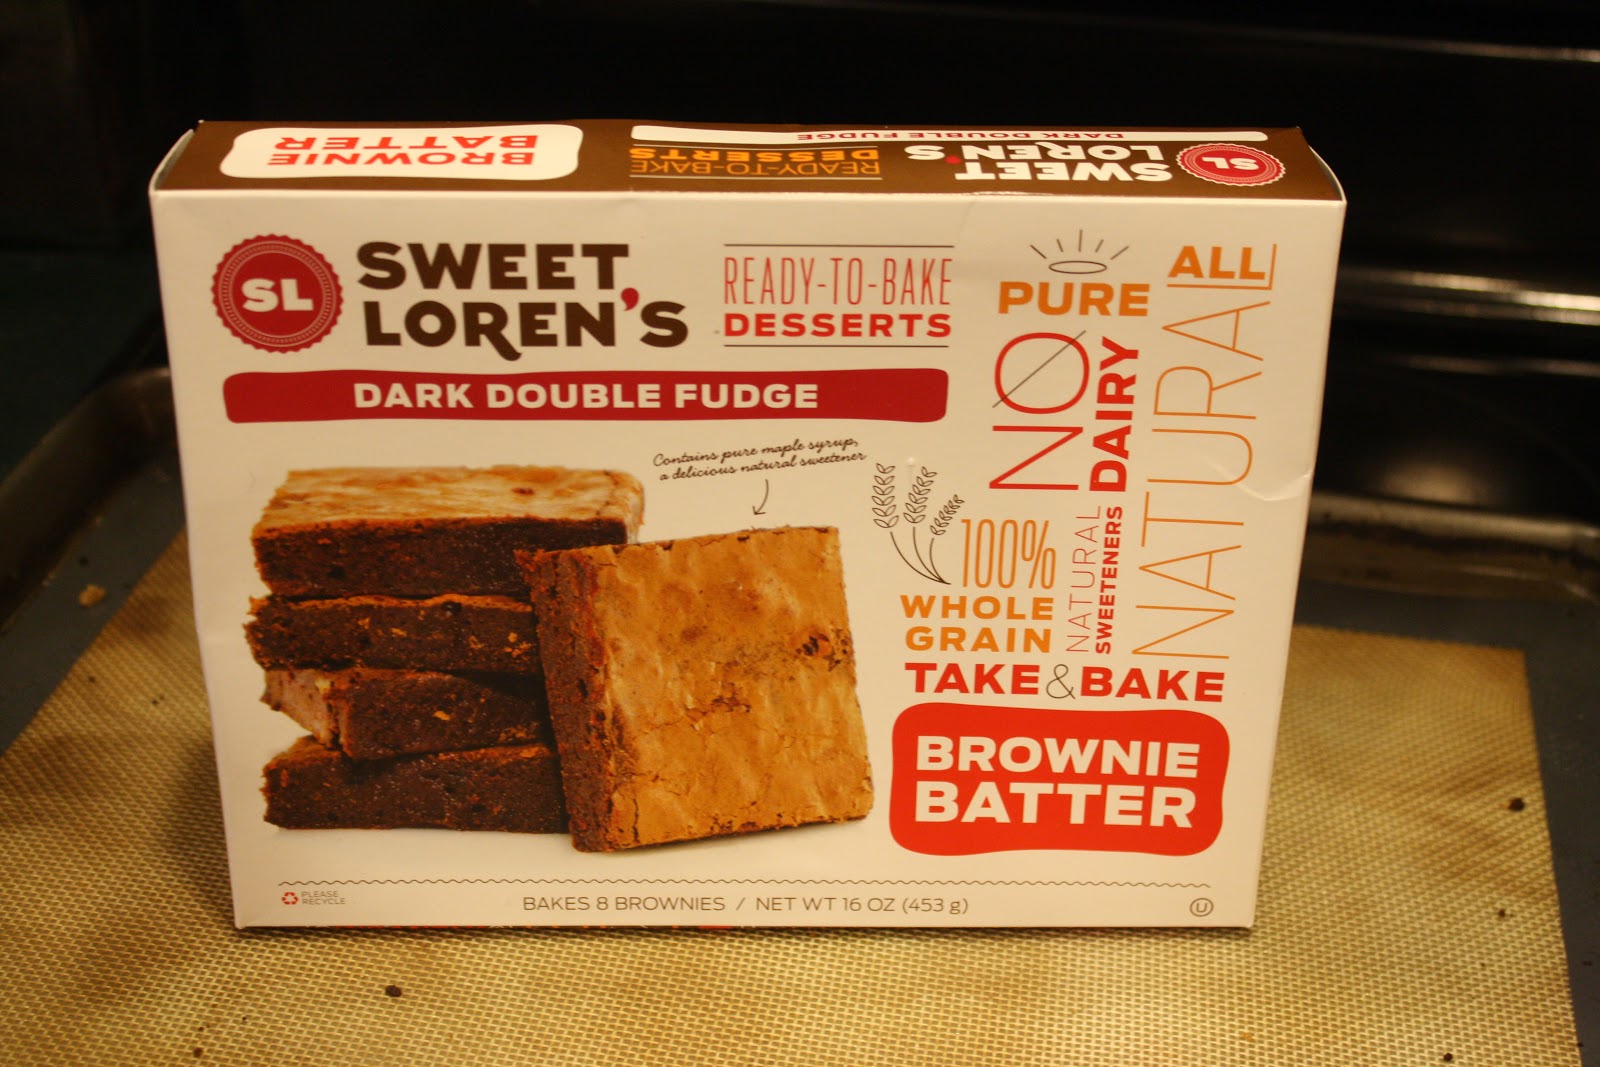 BROWNIE
BATTER
READY-TO-BAKE
DESSERTS
DARK DOUBLE FUDGE
SWEET
LOREN'S
SL
SL
SWEET
LOREN'S
READY-TO-BAKE
DESSERTS
DARK DOUBLE FUDGE
Contains pure maple syrup,
a delicious natural sweetener
PURE
ALL
NATURAL
NO
DAIRY
100%
WHOLE
GRAIN
NATURAL
SWEETENERS
TAKE & BAKE
BROWNIE
BATTER
PLEASE
RECYCLE
BAKES 8 BROWNIES / NET WT 16 OZ (453 g)
U